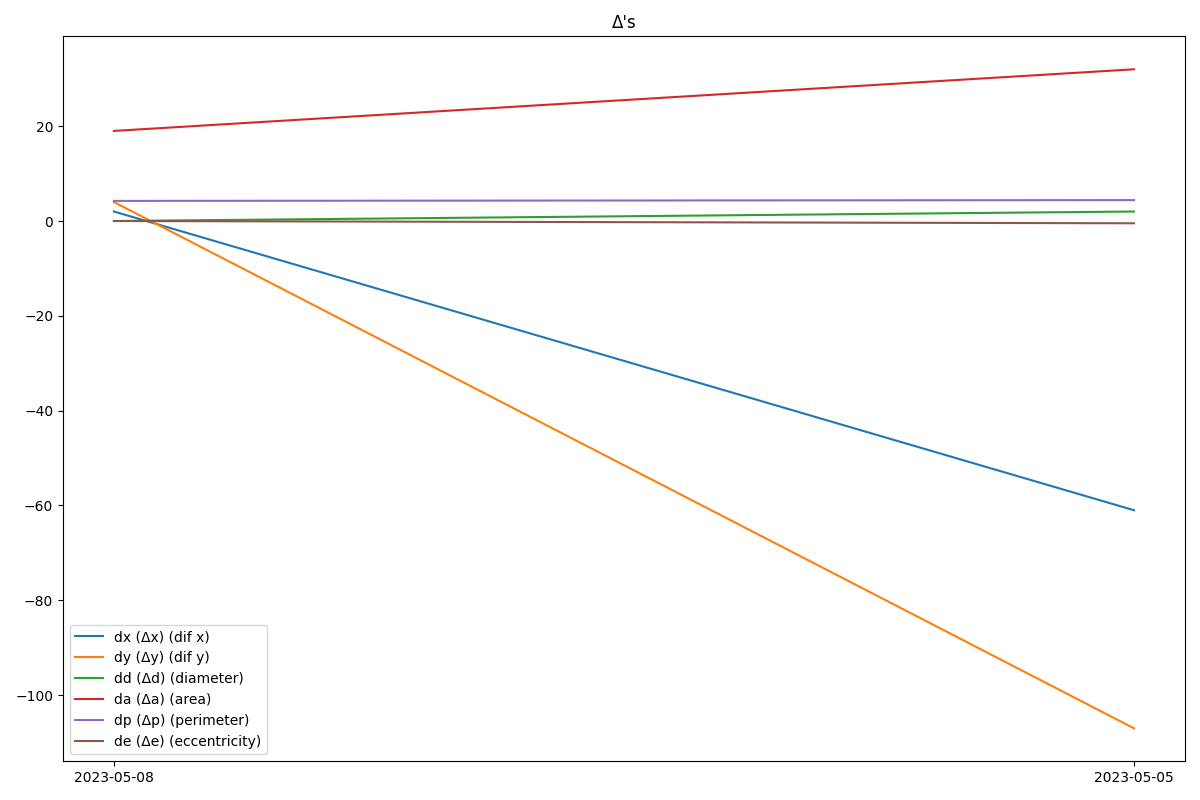 Δ's
20
0
−20
−40
−60
−80
−100
dx (Δx) (dif x)
dy (Δy) (dif y)
dd (Δd) (diameter)
da (Δa) (area)
dp (Δp) (perimeter)
de (Δe) (eccentricity)
2023-05-08 2023-05-05